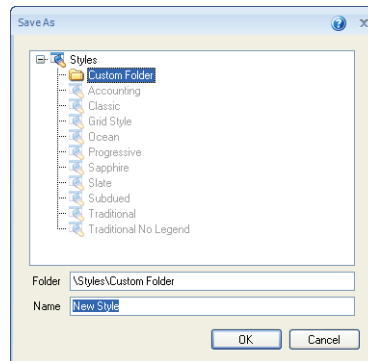 Save As
Styles
Custom Folder
Accounting
Classic
Grid Style
Ocean
Progressive
Sapphire
Slate
Subdued
Traditional
Traditional No Legend
Folder \Styles\Custom Folder
Name New Style
OK Cancel